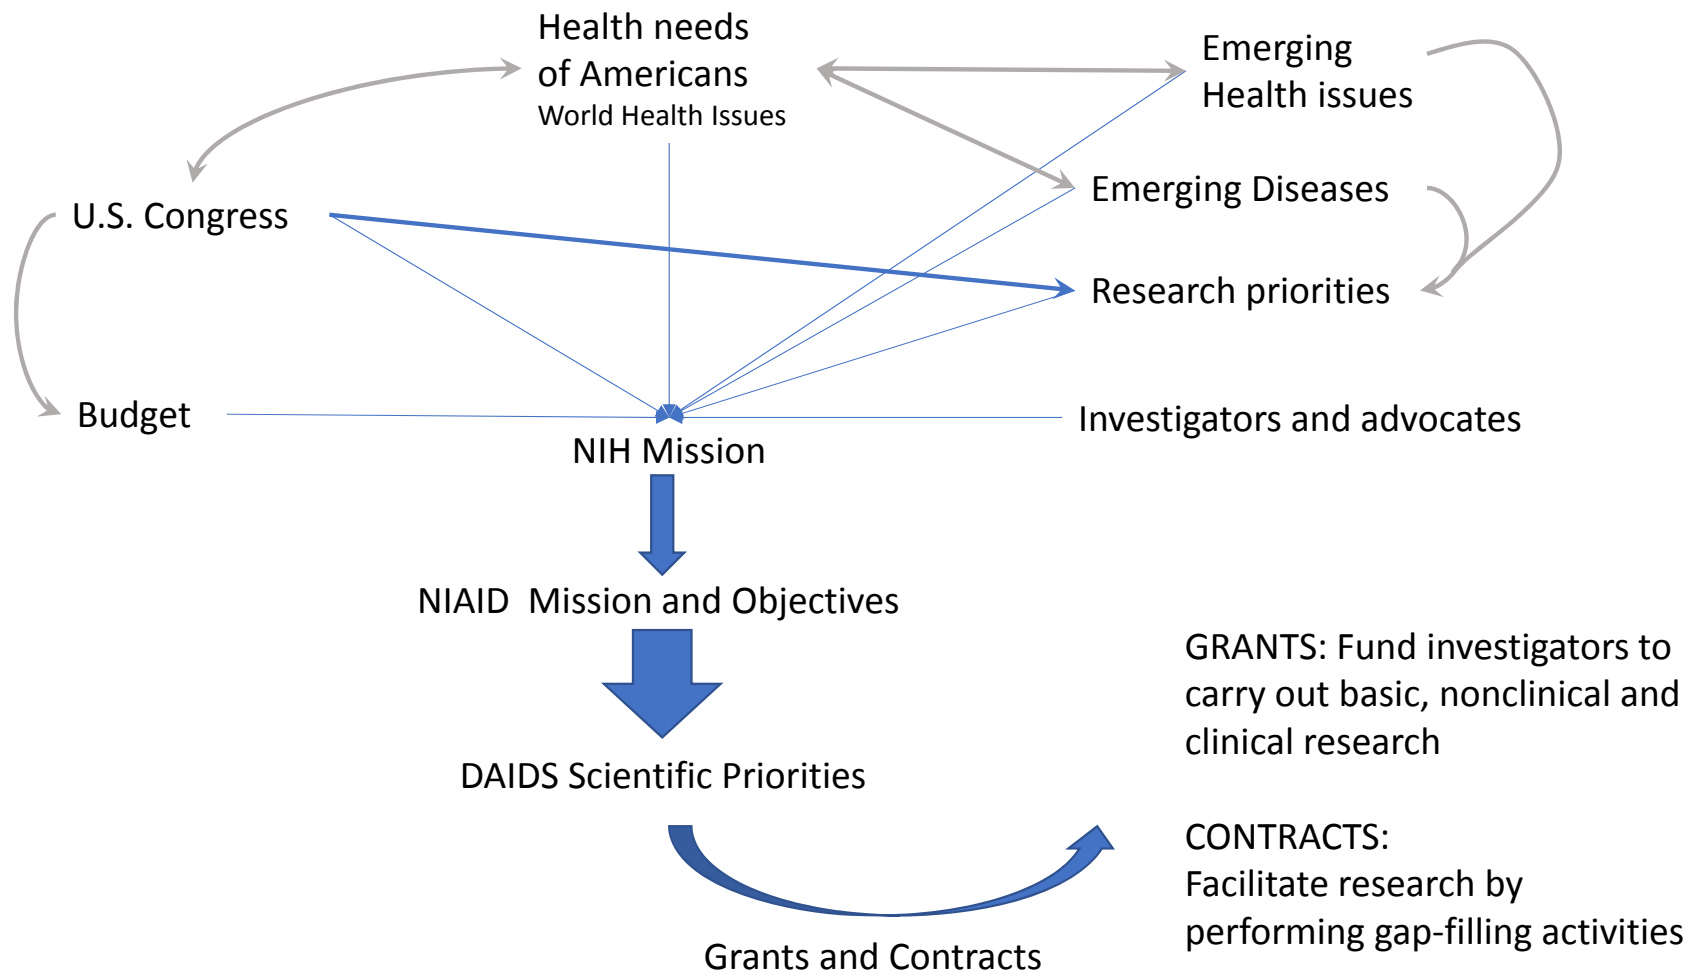 Health needs
of Americans
World Health Issues
Emerging
Health issues
Emerging Diseases
U.S. Congress
Research priorities
Budget
Investigators and advocates
NIH Mission
NIAID  Mission and Objectives
GRANTS: Fund investigators to
carry out basic, nonclinical and
clinical research
DAIDS Scientific Priorities
CONTRACTS:
Facilitate research by
performing gap-filling activities
Grants and Contracts